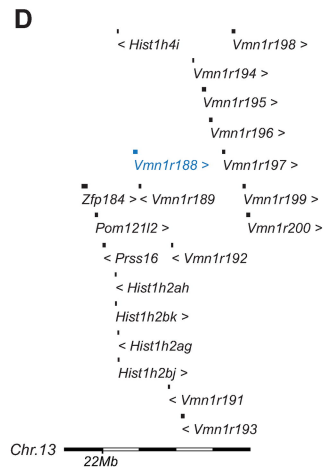 D
< Hist1h4i
Vmn1r198 >
Vmn1r194 >
Vmn1r195 >
Vmn1r196 >
Vmn1r188 >
Vmn1r197 >
Zfp184 >
< Vmn1r189
Vmn1r199 >
Pom121l2 >
Vmn1r200 >
< Prss16
< Vmn1r192
< Hist1h2ah
Hist1h2bk >
< Hist1h2ag
Hist1h2bj >
< Vmn1r191
< Vmn1r193
Chr.13
22Mb